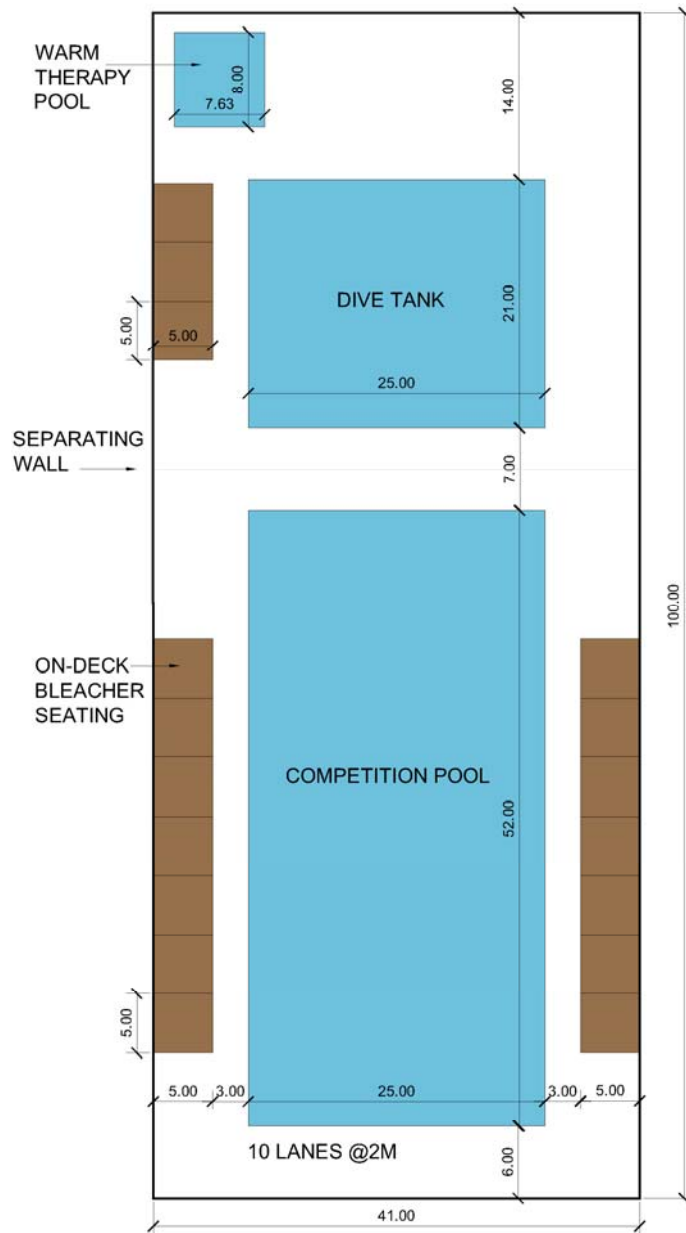 WARM
THERAPY
POOL
8.00
7.63
14.00
DIVE TANK
21.00
5.00
5.00
25.00
SEPARATING
WALL
7.00
100.00
ON-DECK
BLEACHER
SEATING
COMPETITION POOL
52.00
5.00
5.00
3.00
25.00
3.00
5.00
10 LANES @2M
6.00
41.00